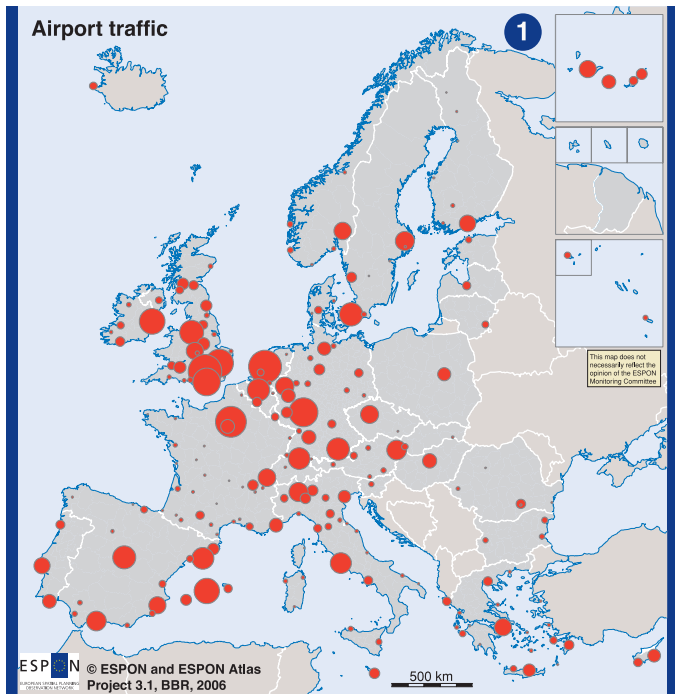 Airport traffic
1
This map does not
necessarily reflect the
opinion of the ESPON
Monitoring Committee
500 km
ESPON
EUROPEAN SPATIAL PLANNING
OBSERVATION NETWORK
© ESPON and ESPON Atlas
Project 3.1, BBR, 2006